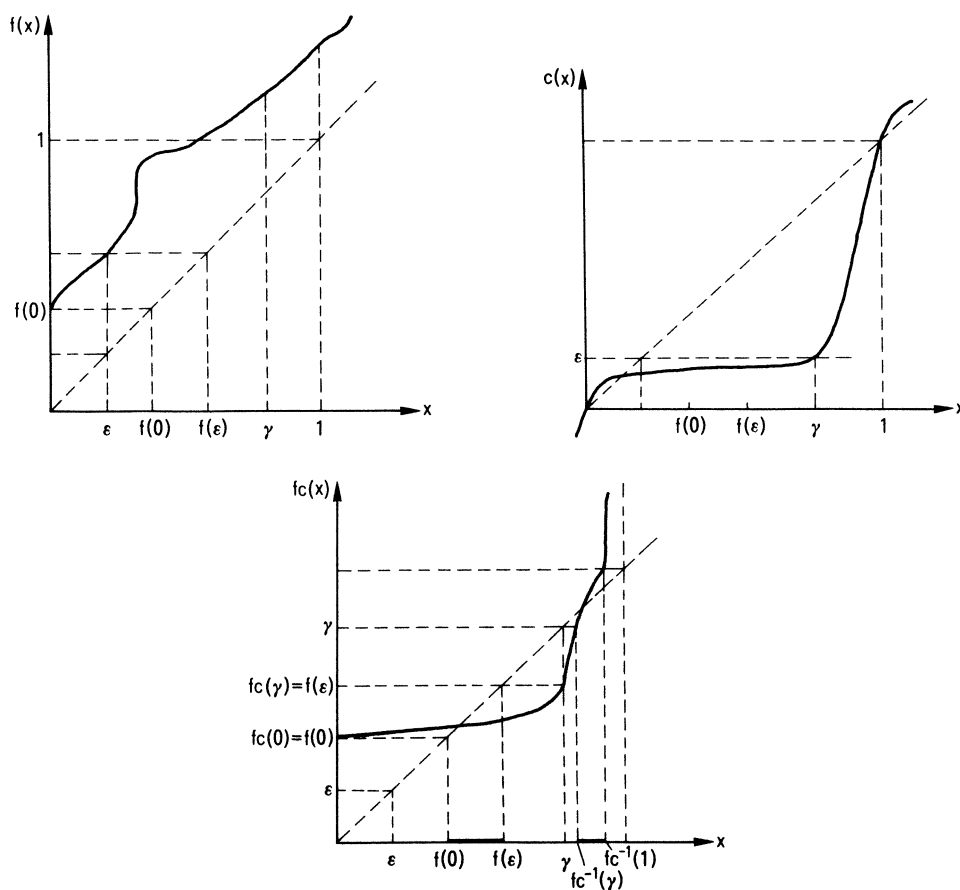 f(x)
1
f(0)
ε f(0) f(ε) γ 1 x
c(x)
ε
f(0) f(ε) γ 1 x
fc(x)
γ
fc(γ)=f(ε)
fc(0)=f(0)
ε
ε f(0) f(ε) γ fc⁻¹(1) x
fc⁻¹(γ)